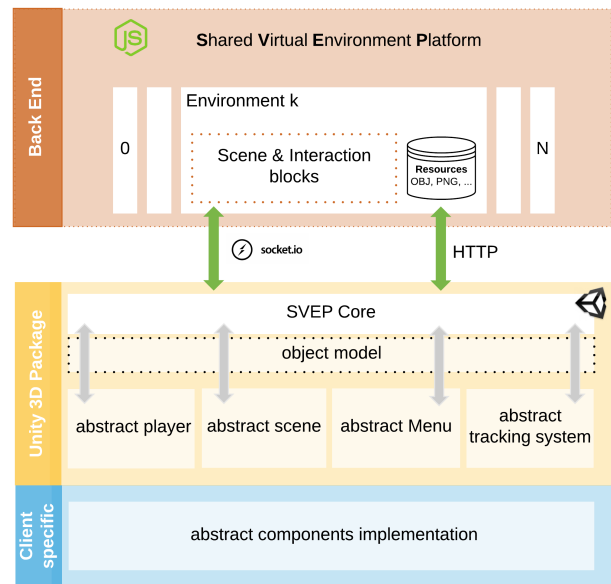 JS
Shared Virtual Environment Platform
Back End
Environment k
0
N
Scene & Interaction
blocks
Resources
OBJ, PNG, ...
socket.io
HTTP
Unity 3D Package
SVEP Core
object model
abstract player
abstract scene
abstract Menu
abstract
tracking system
Client
specific
abstract components implementation